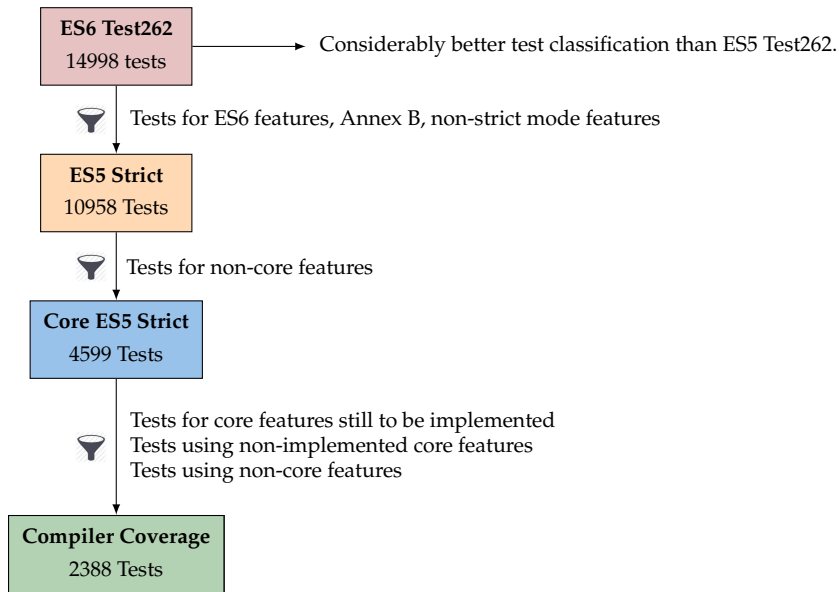 ES6 Test262
14998 tests
Considerably better test classification than ES5 Test262.
Tests for ES6 features, Annex B, non-strict mode features
ES5 Strict
10958 Tests
Tests for non-core features
Core ES5 Strict
4599 Tests
Tests for core features still to be implemented
Tests using non-implemented core features
Tests using non-core features
Compiler Coverage
2388 Tests